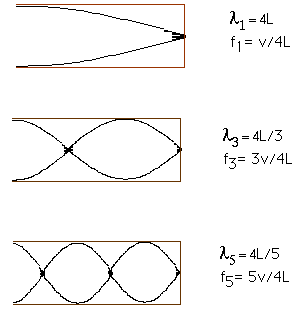 λ₁ = 4L
f₁ = v/4L
λ₃ = 4L/3
f₃ = 3v/4L
λ₅ = 4L/5
f₅ = 5v/4L